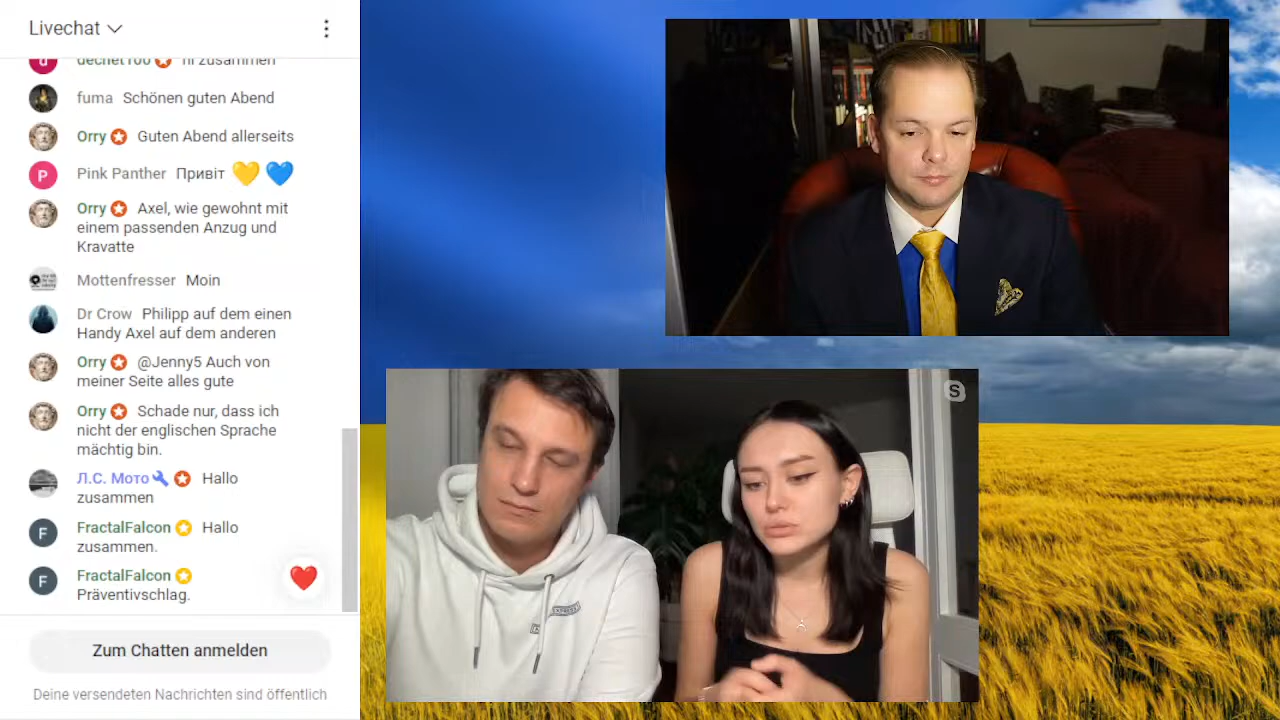 Livechat
dechet100 hi zusammen
fuma Schönen guten Abend
Orry Guten Abend allerseits
P
Pink Panther Привіт
Orry Axel, wie gewohnt mit
einem passenden Anzug und
Kravatte
Mottenfresser Moin
Dr Crow Philipp auf dem einen
Handy Axel auf dem anderen
Orry @Jenny5 Auch von
meiner Seite alles gute
Orry Schade nur, dass ich
nicht der englischen Sprache
mächtig bin.
Л.С. Мото Hallo
zusammen
F
FractalFalcon Hallo
zusammen.
F
FractalFalcon
Präventivschlag.
Zum Chatten anmelden
Deine versendeten Nachrichten sind öffentlich
S